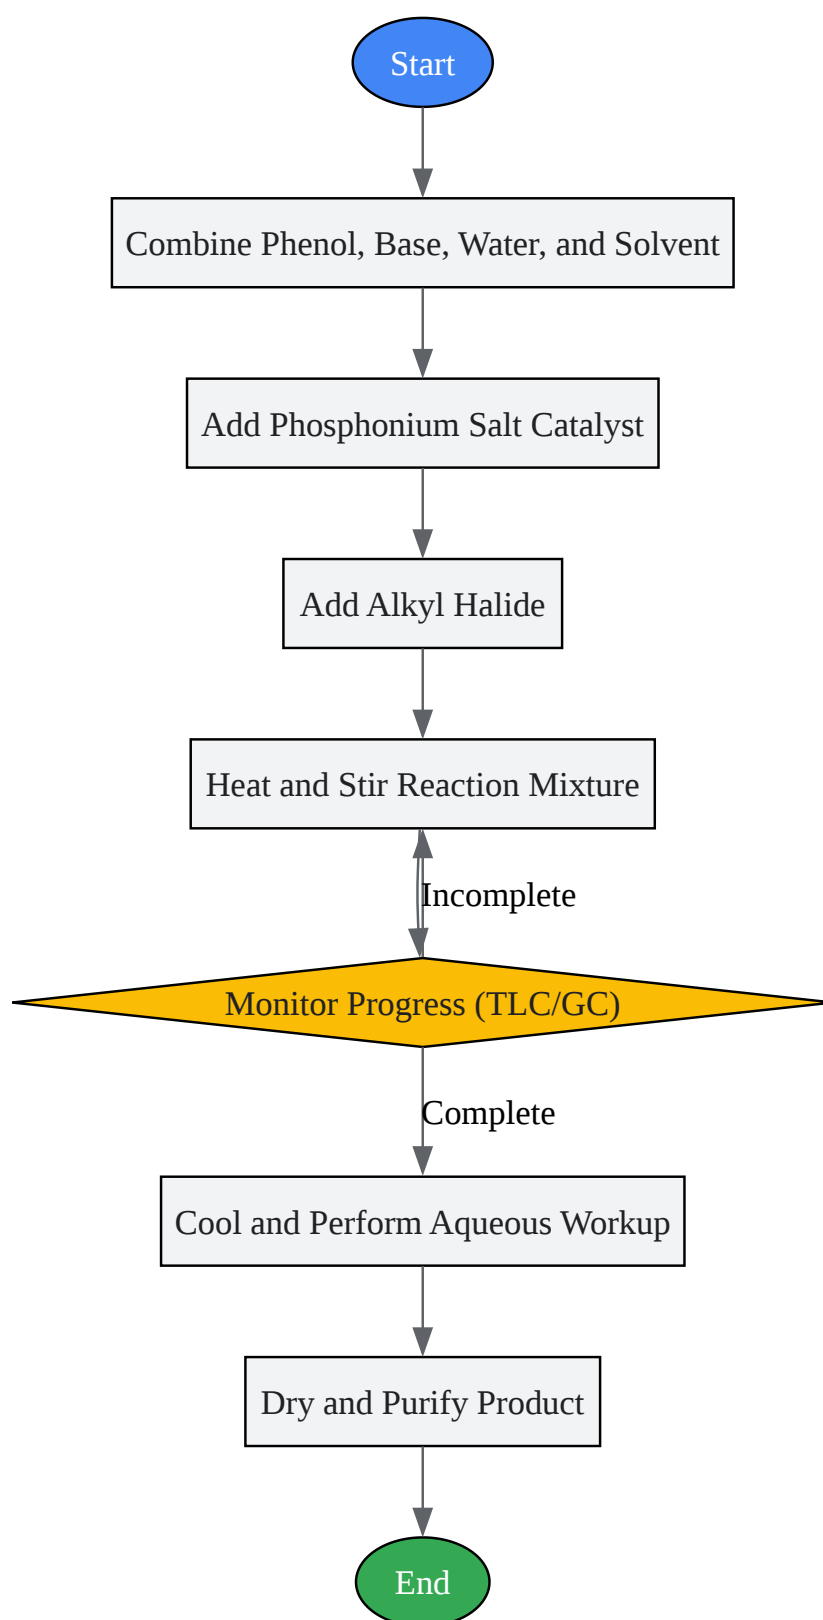 Start
Combine Phenol, Base, Water, and Solvent
Add Phosphonium Salt Catalyst
Add Alkyl Halide
Heat and Stir Reaction Mixture
Incomplete
Monitor Progress (TLC/GC)
Complete
Cool and Perform Aqueous Workup
Dry and Purify Product
End